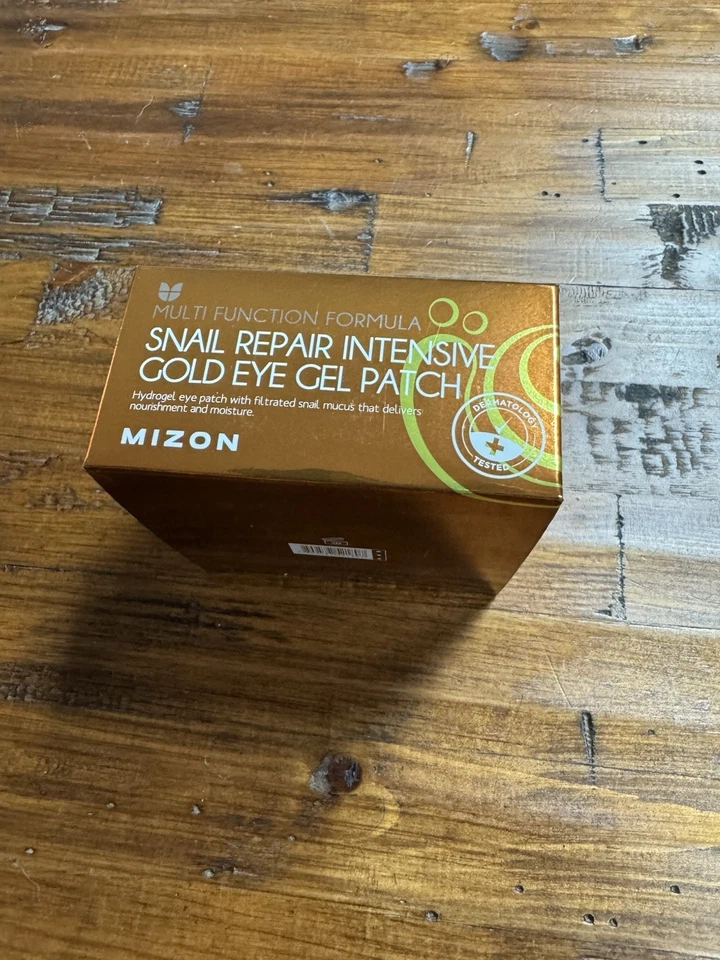 MULTI FUNCTION FORMULA
SNAIL REPAIR INTENSIVE
GOLD EYE GEL PATCH
Hydrogel eye patch with filtrated snail mucus that delivers
nourishment and moisture.
MIZON
DERMATOLOGY
TESTED